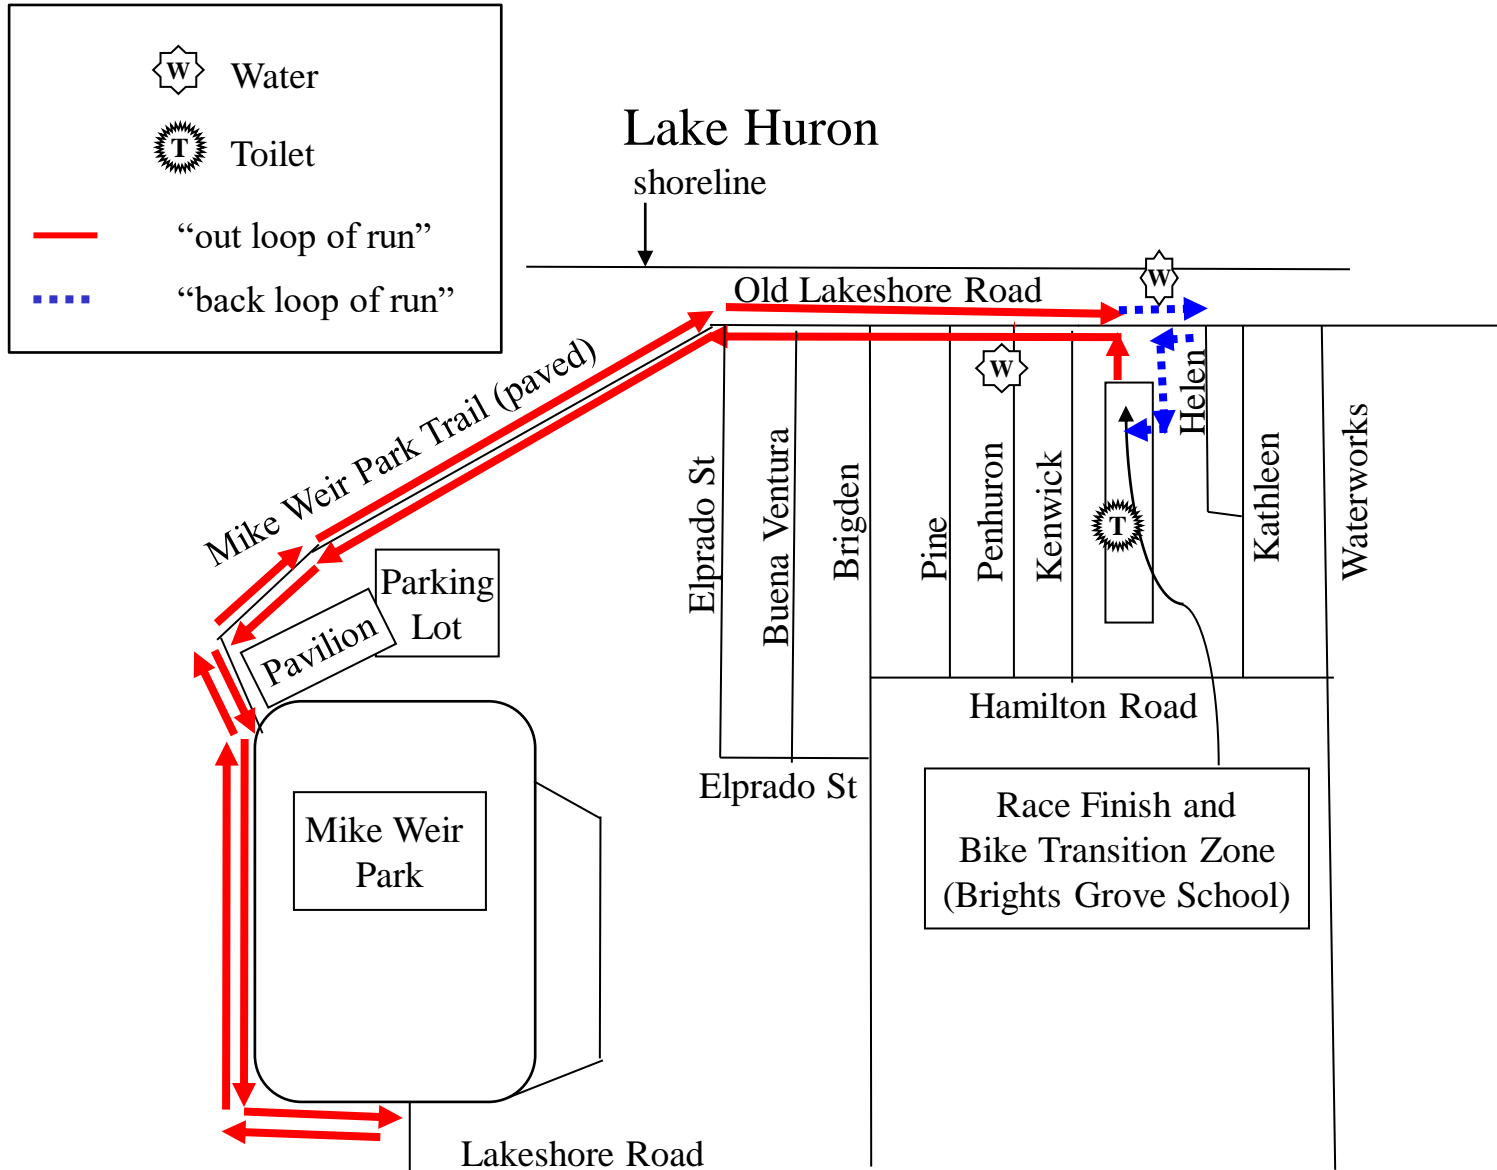 W Water
T Toilet
“out loop of run”
“back loop of run”
Lake Huron
shoreline
W
Old Lakeshore Road
W
Mike Weir Park Trail (paved)
Elprado St
Buena Ventura
Brigden
Pine
Penhuron
Kenwick
T
Helen
Kathleen
Waterworks
Parking
Lot
Pavilion
Hamilton Road
Elprado St
Mike Weir
Park
Race Finish and
Bike Transition Zone
(Brights Grove School)
Lakeshore Road